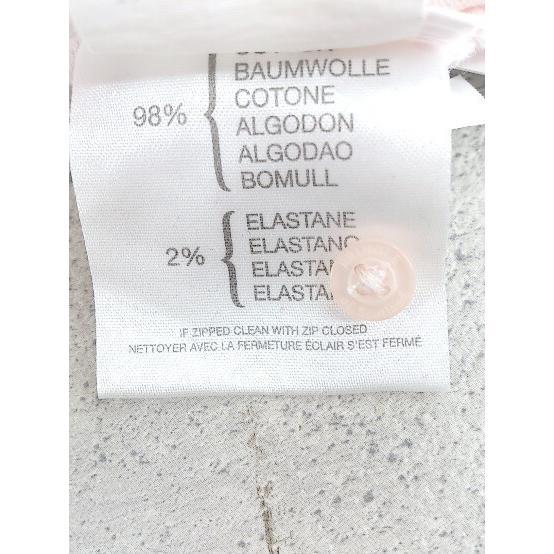 98%
BAUMWOLLE
COTONE
ALGODON
ALGODAO
BOMULL
2%
ELASTANE
IF ZIPPED CLEAN WITH ZIP CLOSED
NETTOYER AVEC LA FERMETURE ÉCLAIR S'EST FERMÉ